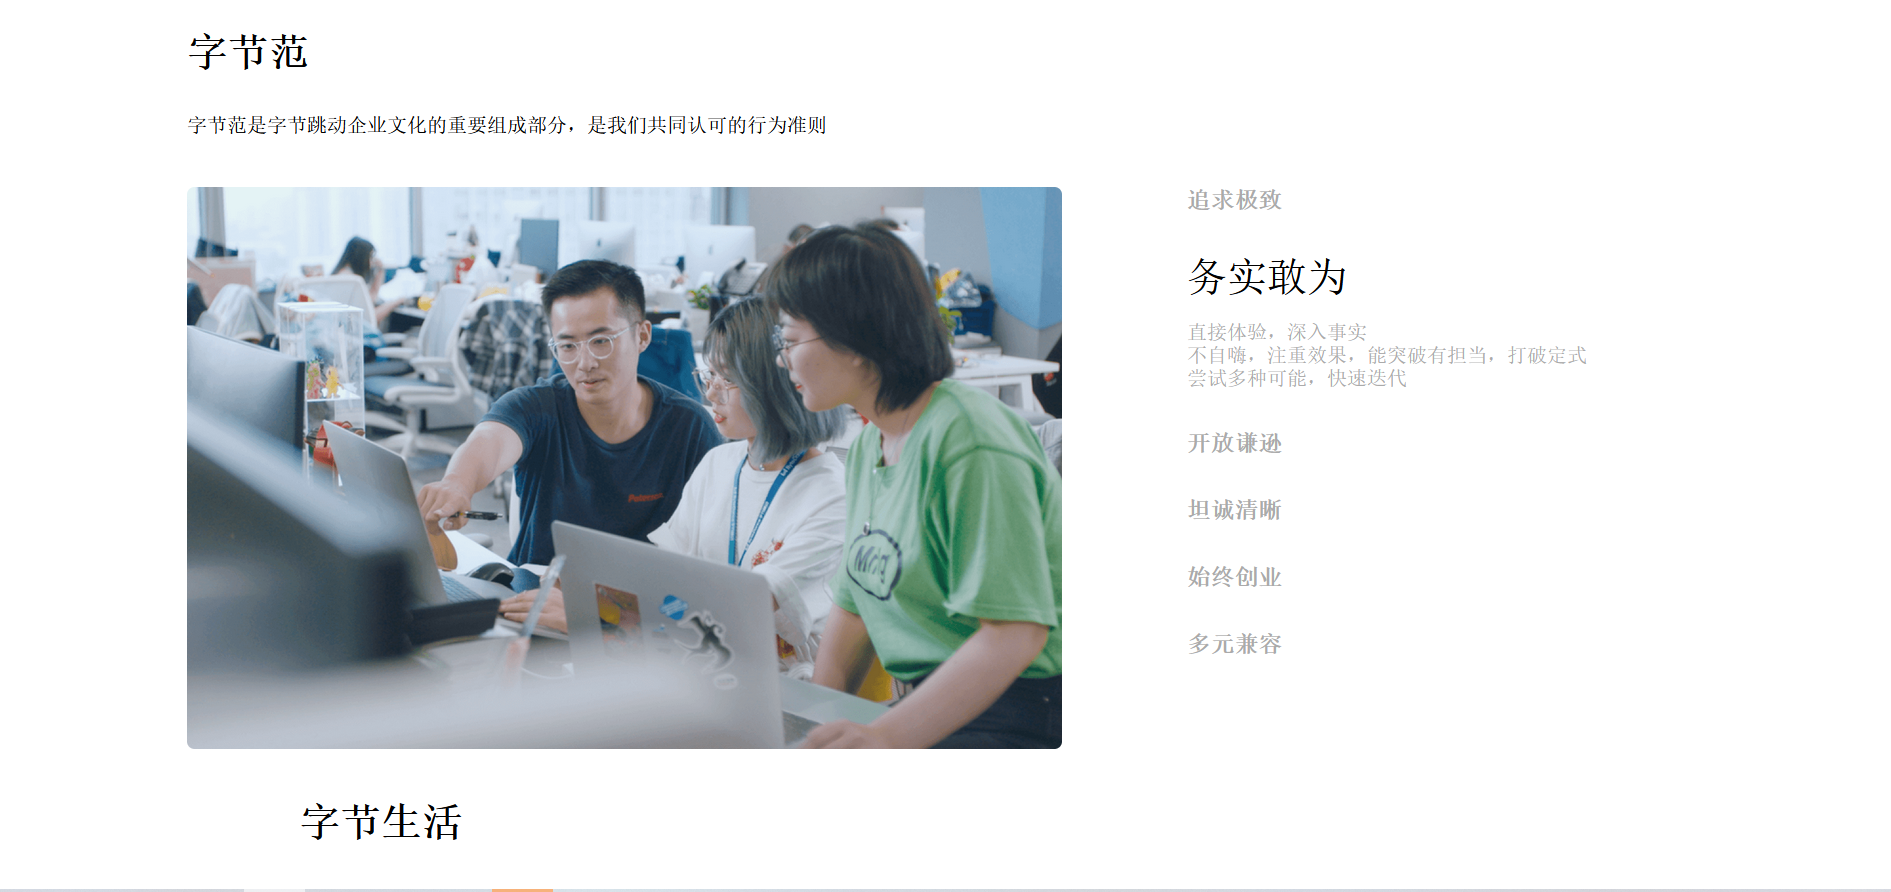 字节范
字节范是字节跳动企业文化的重要组成部分，是我们共同认可的行为准则
追求极致
务实敢为
直接体验，深入事实
不自嗨，注重效果，能突破有担当，打破定式
尝试多种可能，快速迭代
开放谦逊
坦诚清晰
始终创业
多元兼容
字节生活